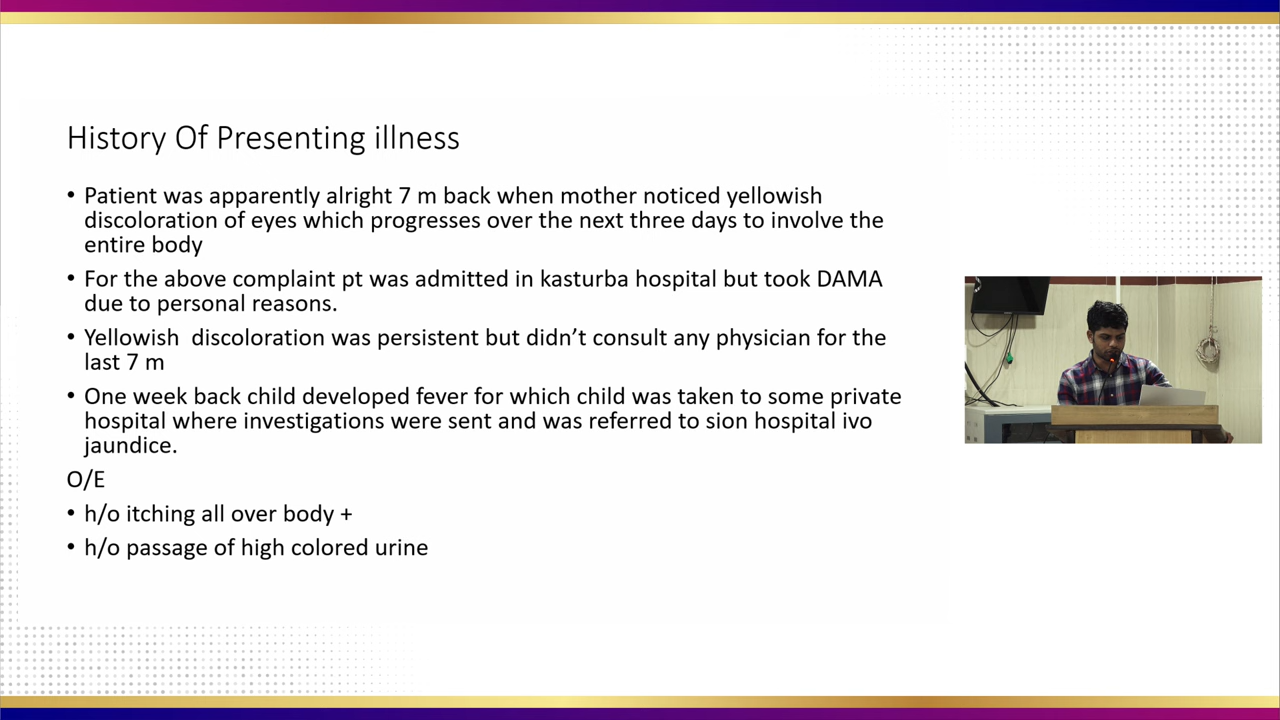 History Of Presenting illness
• Patient was apparently alright 7 m back when mother noticed yellowish
discoloration of eyes which progresses over the next three days to involve the
entire body
• For the above complaint pt was admitted in kasturba hospital but took DAMA
due to personal reasons.
• Yellowish  discoloration was persistent but didn’t consult any physician for the
last 7 m
• One week back child developed fever for which child was taken to some private
hospital where investigations were sent and was referred to sion hospital ivo
jaundice.
O/E
• h/o itching all over body +
• h/o passage of high colored urine